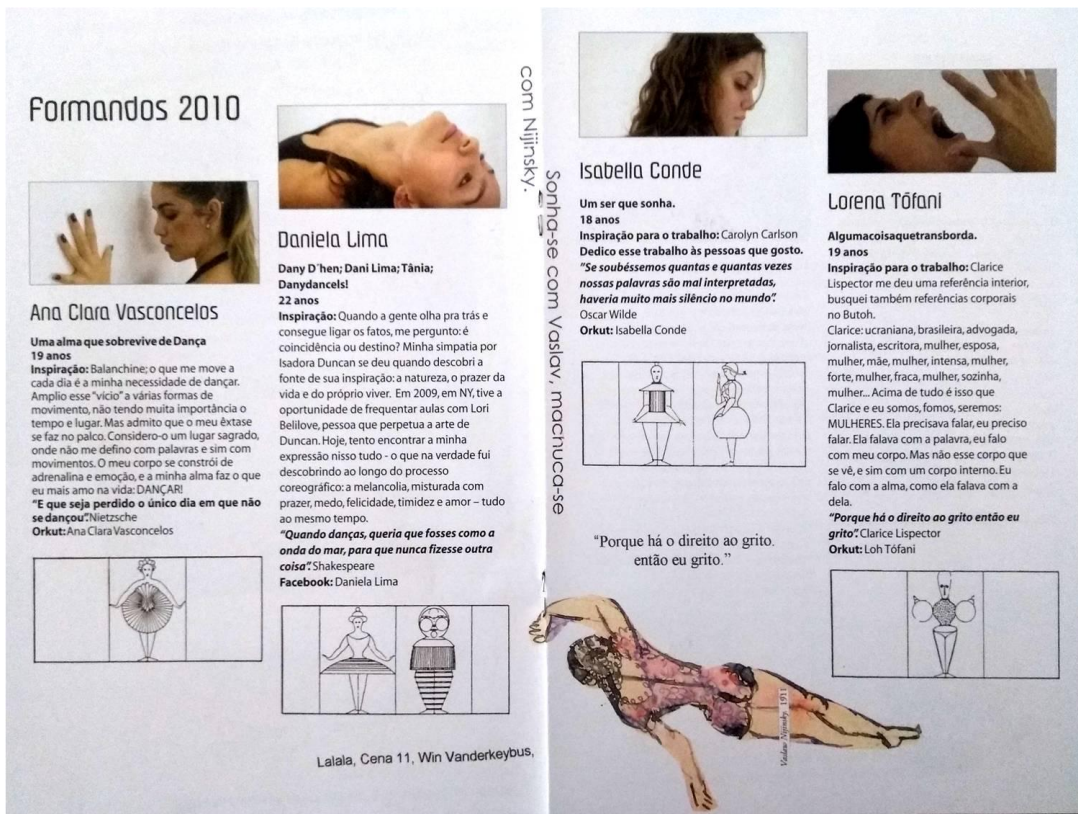 Formandos 2010
Ana Clara Vasconcelos
Uma alma que sobrevive de Dança
19 anos
Inspiração: Balanchine; o que me move a
cada dia é a minha necessidade de dançar.
Amplio esse "vício" a várias formas de
movimento, não tendo muita importância o
tempo e lugar. Mas admito que o meu êxtase
se faz no palco. Considero-o um lugar sagrado,
onde não me defino com palavras e sim com
movimentos. O meu corpo se constrói de
adrenalina e emoção, e a minha alma faz o que
eu mais amo na vida: DANÇAR!
"E que seja perdido o único dia em que não
se dançou". Nietzsche
Orkut: Ana Clara Vasconcelos
Daniela Lima
Dany D´hen; Dani Lima; Tânia;
Danydancels!
22 anos
Inspiração: Quando a gente olha pra trás e
consegue ligar os fatos, me pergunto: é
coincidência ou destino? Minha simpatia por
Isadora Duncan se deu quando descobri a
fonte de sua inspiração: a natureza, o prazer da
vida e do próprio viver. Em 2009, em NY, tive a
oportunidade de frequentar aulas com Lori
Belilove, pessoa que perpetua a arte de
Duncan. Hoje, tento encontrar a minha
expressão nisso tudo - o que na verdade fui
descobrindo ao longo do processo
coreográfico: a melancolia, misturada com
prazer, medo, felicidade, timidez e amor – tudo
ao mesmo tempo.
"Quando danças, queria que fosses como a
onda do mar, para que nunca fizesse outra
coisa". Shakespeare
Facebook: Daniela Lima
Lalala, Cena 11, Win Vanderkeybus,
com Nijinsky.
Sonha-se com Vaslav, machuca-se
Isabella Conde
Um ser que sonha.
18 anos
Inspiração para o trabalho: Carolyn Carlson
Dedico esse trabalho às pessoas que gosto.
"Se soubéssemos quantas e quantas vezes
nossas palavras são mal interpretadas,
haveria muito mais silêncio no mundo".
Oscar Wilde
Orkut: Isabella Conde
"Porque há o direito ao grito.
então eu grito."
Vaslaw Nijinsky. 1911
Lorena Tófani
Algumacoisaquetransborda.
19 anos
Inspiração para o trabalho: Clarice
Lispector me deu uma referência interior,
busquei também referências corporais
no Butoh.
Clarice: ucraniana, brasileira, advogada,
jornalista, escritora, mulher, esposa,
mulher, mãe, mulher, intensa, mulher,
forte, mulher, fraca, mulher, sozinha,
mulher... Acima de tudo é isso que
Clarice e eu somos, fomos, seremos:
MULHERES. Ela precisava falar, eu preciso
falar. Ela falava com a palavra, eu falo
com meu corpo. Mas não esse corpo que
se vê, e sim com um corpo interno. Eu
falo com a alma, como ela falava com a
dela.
"Porque há o direito ao grito então eu
grito". Clarice Lispector
Orkut: Loh Tófani